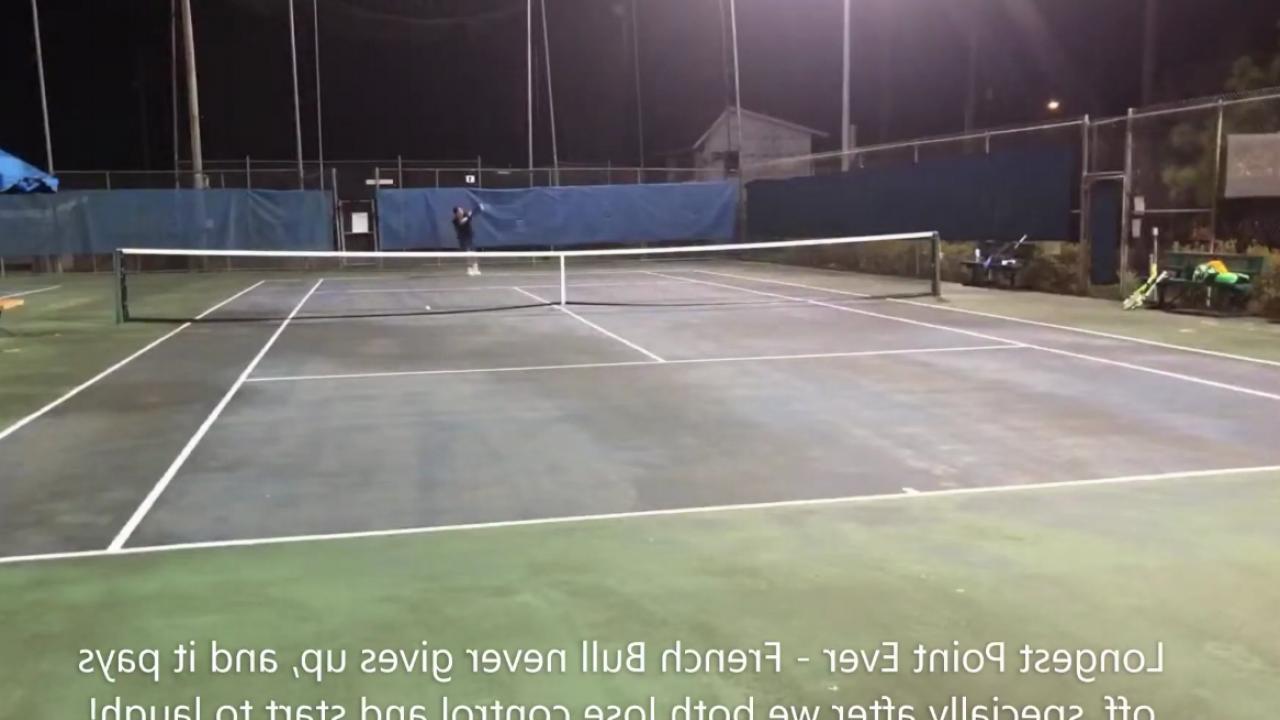 Longest Point Ever - French Bull never gives up, and it pays
off, specially after we both lose control and start to laugh!